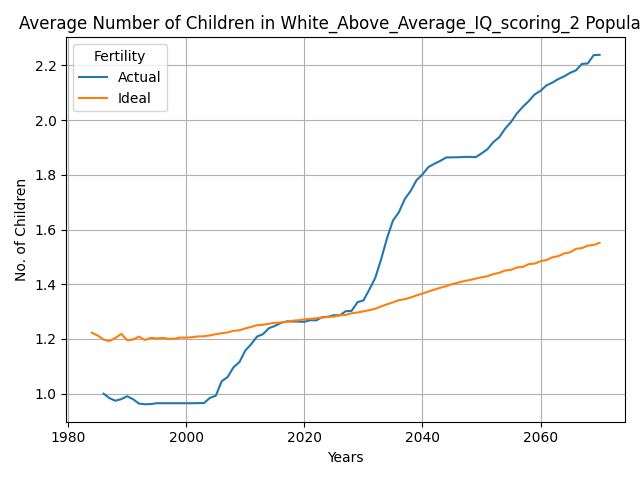 Average Number of Children in White_Above_Average_IQ_scoring_2 Popula
Fertility
Actual
Ideal
2.2
2.0
1.8
1.6
1.4
1.2
1.0
No. of Children
1980 2000 2020 2040 2060
Years